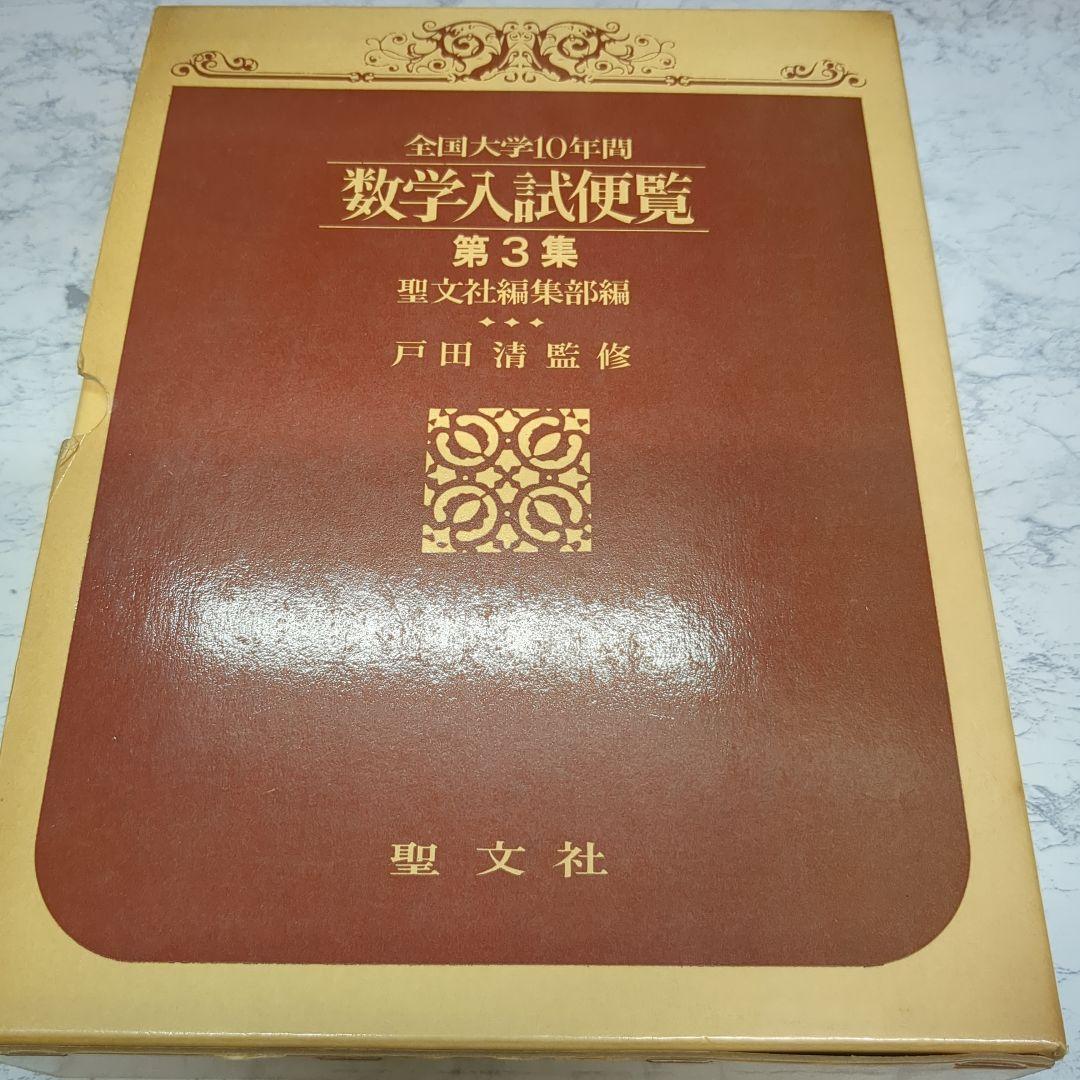 全国大学10年間
数学入試便覧
第3集
聖文社編集部編
戸田清監修
聖文社